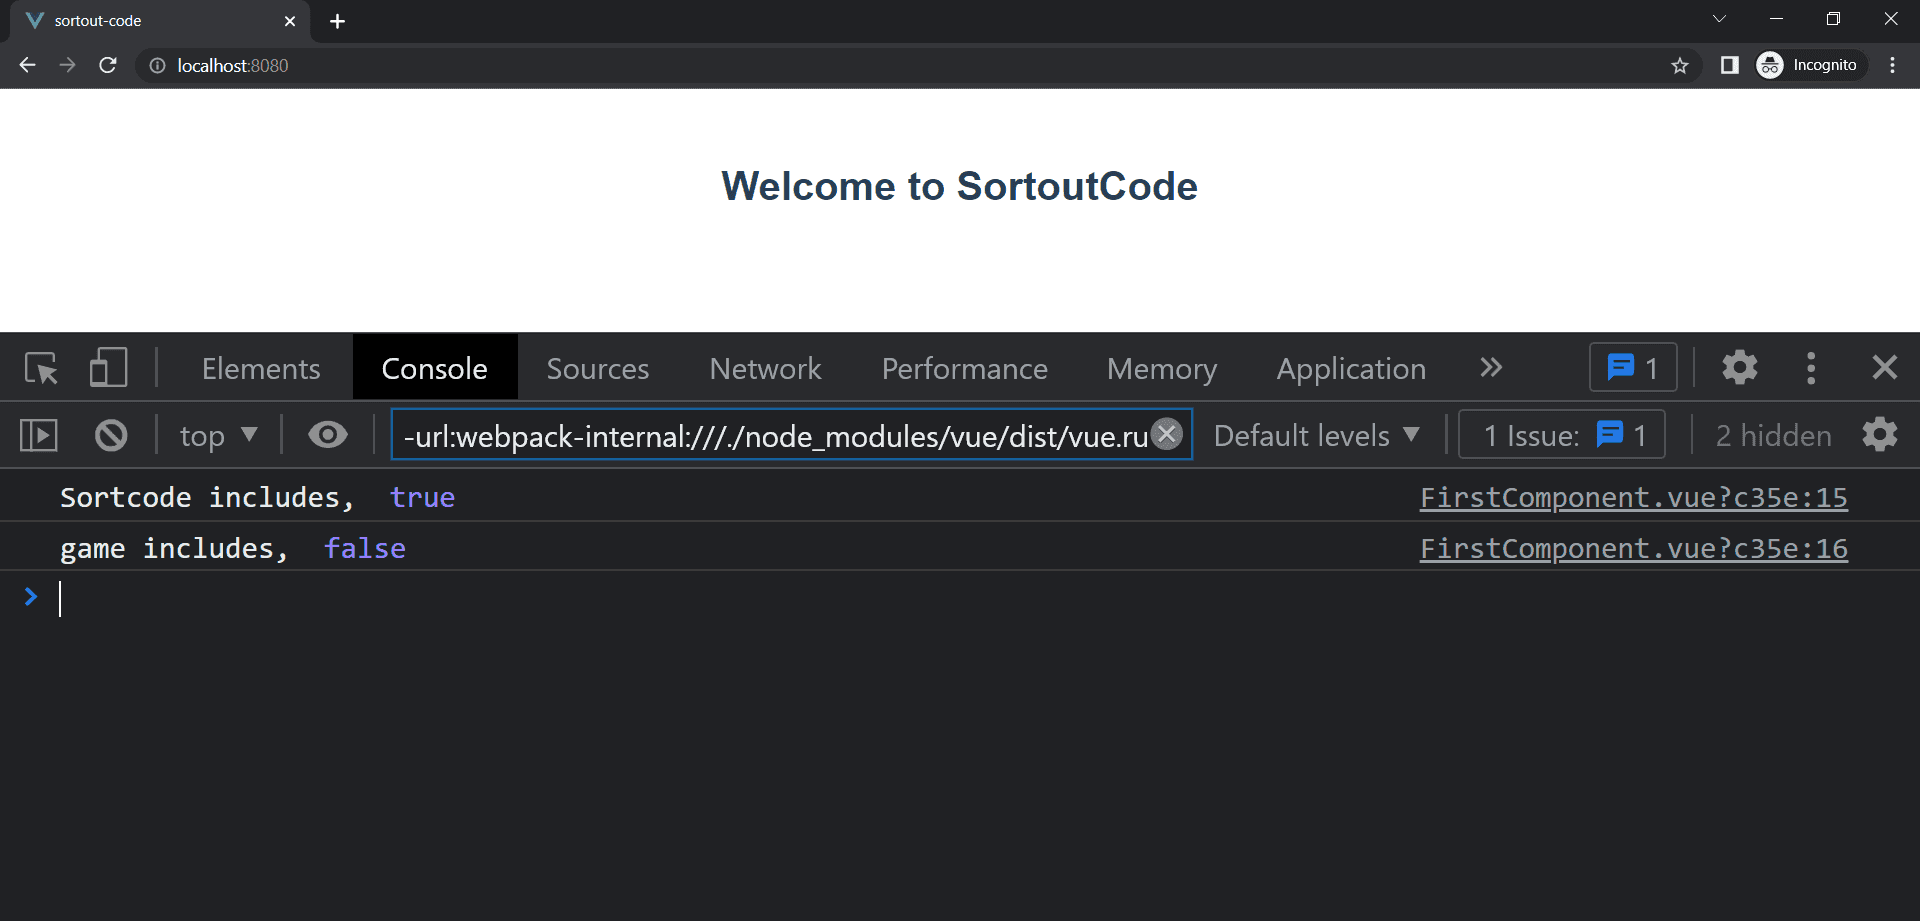 sortout-code
localhost:8080
Incognito
Welcome to SortoutCode
Elements Console Sources Network Performance Memory Application 1
top -url:webpack-internal:///./node_modules/vue/dist/vue.ru Default levels 1 Issue: 1 2 hidden
Sortcode includes, true FirstComponent.vue?c35e:15
game includes, false FirstComponent.vue?c35e:16